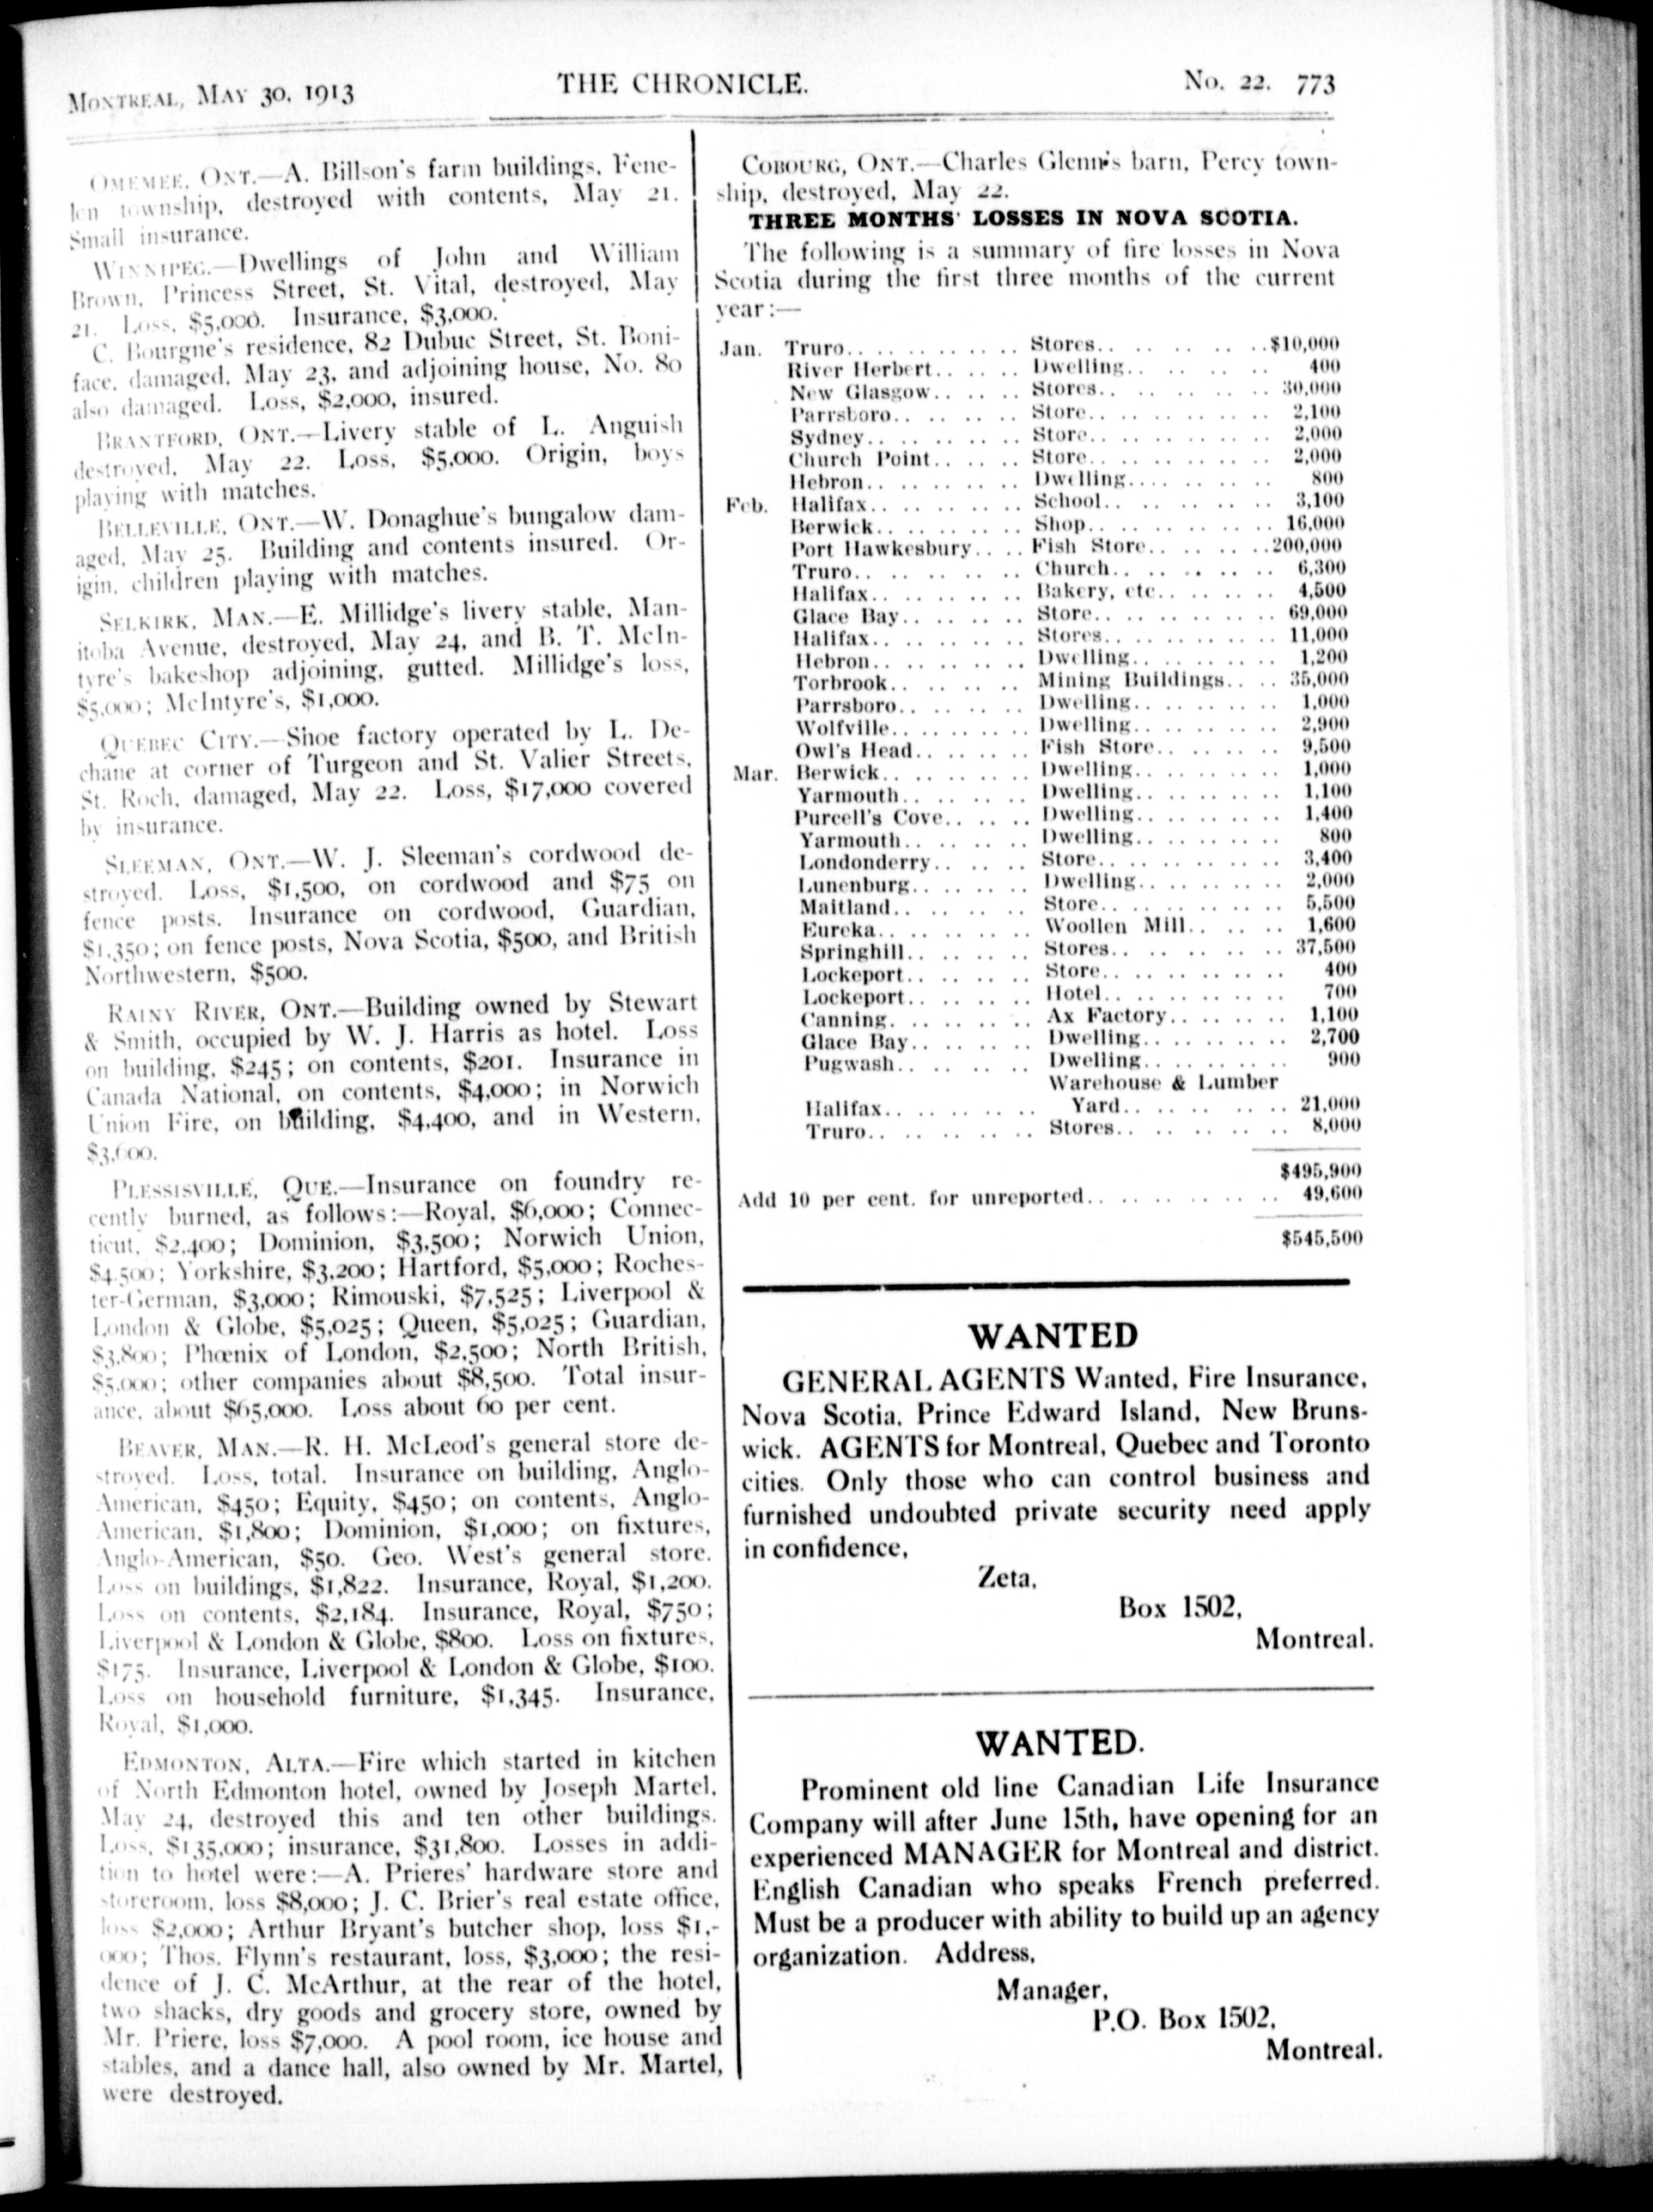 MONTREAL, MAY 30, 1913
THE CHRONICLE.
No. 22. 773
OMEMEE, ONT.—A. Billson's farm buildings, Fene-
lon township, destroyed with contents, May 21.
Small insurance.
WINNIPEG.—Dwellings of John and William
Brown, Princess Street, St. Vital, destroyed, May
21. Loss, $5,000. Insurance, $3,000.
C. Bourgne's residence, 82 Dubuc Street, St. Boni-
face, damaged, May 23, and adjoining house, No. 80
also damaged. Loss, $2,000, insured.
BRANTFORD, ONT.—Livery stable of L. Anguish
destroyed, May 22. Loss, $5,000. Origin, boys
playing with matches.
BELLEVILLE, ONT.—W. Donaghue's bungalow dam-
aged, May 25. Building and contents insured. Or-
igin, children playing with matches.
SELKIRK, MAN.—E. Millidge's livery stable, Man-
itoba Avenue, destroyed, May 24, and B. T. McIn-
tyre's bakeshop adjoining, gutted. Millidge's loss,
$5,000; McIntyre's, $1,000.
QUEBEC CITY.—Shoe factory operated by L. De-
chane at corner of Turgeon and St. Valier Streets,
St. Roch, damaged, May 22. Loss, $17,000 covered
by insurance.
SLEEMAN, ONT.—W. J. Sleeman's cordwood de-
stroyed. Loss, $1,500, on cordwood and $75 on
fence posts. Insurance on cordwood, Guardian,
$1,350; on fence posts, Nova Scotia, $500, and British
Northwestern, $500.
RAINY RIVER, ONT.—Building owned by Stewart
& Smith, occupied by W. J. Harris as hotel. Loss
on building, $245; on contents, $201. Insurance in
Canada National, on contents, $4,000; in Norwich
Union Fire, on building, $4,400, and in Western,
$3,600.
PLESSISVILLE, QUE.—Insurance on foundry re-
cently burned, as follows:—Royal, $6,000; Connec-
ticut, $2,400; Dominion, $3,500; Norwich Union,
$4,500; Yorkshire, $3,200; Hartford, $5,000; Roches-
ter-German, $3,000; Rimouski, $7,525; Liverpool &
London & Globe, $5,025; Queen, $5,025; Guardian,
$3,800; Phœnix of London, $2,500; North British,
$5,000; other companies about $8,500. Total insur-
ance, about $65,000. Loss about 60 per cent.
BEAVER, MAN.—R. H. McLeod's general store de-
stroyed. Loss, total. Insurance on building, Anglo-
American, $450; Equity, $450; on contents, Anglo-
American, $1,800; Dominion, $1,000; on fixtures,
Anglo-American, $50. Geo. West's general store.
Loss on buildings, $1,822. Insurance, Royal, $1,200.
Loss on contents, $2,184. Insurance, Royal, $750;
Liverpool & London & Globe, $800. Loss on fixtures,
$175. Insurance, Liverpool & London & Globe, $100.
Loss on household furniture, $1,345. Insurance,
Royal, $1,000.
EDMONTON, ALTA.—Fire which started in kitchen
of North Edmonton hotel, owned by Joseph Martel,
May 24, destroyed this and ten other buildings.
Loss, $135,000; insurance, $31,800. Losses in addi-
tion to hotel were:—A. Prieres' hardware store and
storeroom, loss $8,000; J. C. Brier's real estate office,
loss $2,000; Arthur Bryant's butcher shop, loss $1,-
000; Thos. Flynn's restaurant, loss, $3,000; the resi-
dence of J. C. McArthur, at the rear of the hotel,
two shacks, dry goods and grocery store, owned by
Mr. Priere, loss $7,000. A pool room, ice house and
stables, and a dance hall, also owned by Mr. Martel,
were destroyed.
COBOURG, ONT.—Charles Glenn's barn, Percy town-
ship, destroyed, May 22.
THREE MONTHS' LOSSES IN NOVA SCOTIA.
The following is a summary of fire losses in Nova
Scotia during the first three months of the current
year:—
Jan. Truro.. .. .. .. .. .. Stores.. .. .. .. ..$10,000
River Herbert.. .. .. Dwelling.. .. .. .. .. 400
New Glasgow.. .. .. Stores.. .. .. .. .. .. 30,000
Parrsboro.. .. .. .. Store.. .. .. .. .. .. 2,100
Sydney.. .. .. .. .. Store.. .. .. .. .. .. 2,000
Church Point.. .. .. Store.. .. .. .. .. .. 2,000
Hebron.. .. .. .. .. Dwelling.. .. .. .. .. 800
Feb. Halifax.. .. .. .. .. School.. .. .. .. .. .. 3,100
Berwick.. .. .. .. .. Shop.. .. .. .. .. .. 16,000
Port Hawkesbury.. .. Fish Store.. .. .. ..200,000
Truro.. .. .. .. .. .. Church.. .. .. .. .. 6,300
Halifax.. .. .. .. .. Bakery, etc.. .. .. .. 4,500
Glace Bay.. .. .. .. Store.. .. .. .. .. .. 69,000
Halifax.. .. .. .. .. Stores.. .. .. .. .. .. 11,000
Hebron.. .. .. .. .. Dwelling.. .. .. .. .. 1,200
Torbrook.. .. .. .. Mining Buildings.. .. 35,000
Parrsboro.. .. .. .. Dwelling.. .. .. .. .. 1,000
Wolfville.. .. .. .. .. Dwelling.. .. .. .. .. 2,900
Owl's Head.. .. .. .. Fish Store.. .. .. .. 9,500
Mar. Berwick.. .. .. .. .. Dwelling.. .. .. .. .. 1,000
Yarmouth.. .. .. .. Dwelling.. .. .. .. .. 1,100
Purcell's Cove.. .. .. Dwelling.. .. .. .. .. 1,400
Yarmouth.. .. .. .. Dwelling.. .. .. .. .. 800
Londonderry.. .. .. Store.. .. .. .. .. .. 3,400
Lunenburg.. .. .. .. Dwelling.. .. .. .. .. 2,000
Maitland.. .. .. .. .. Store.. .. .. .. .. .. 5,500
Eureka.. .. .. .. .. Woollen Mill.. .. .. .. 1,600
Springhill.. .. .. .. Stores.. .. .. .. .. .. 37,500
Lockeport.. .. .. .. Store.. .. .. .. .. .. 400
Lockeport.. .. .. .. Hotel.. .. .. .. .. .. 700
Canning. .. .. .. .. Ax Factory.. .. .. .. 1,100
Glace Bay.. .. .. .. Dwelling.. .. .. .. .. 2,700
Pugwash.. .. .. .. .. Dwelling.. .. .. .. .. 900
Warehouse & Lumber
Halifax.. .. .. .. .. Yard.. .. .. .. .. 21,000
Truro.. .. .. .. .. .. Stores.. .. .. .. .. .. 8,000
$495,900
Add 10 per cent. for unreported.. .. .. .. .. .. .. 49,600
$545,500
WANTED
GENERAL AGENTS Wanted, Fire Insurance,
Nova Scotia, Prince Edward Island, New Bruns-
wick. AGENTS for Montreal, Quebec and Toronto
cities. Only those who can control business and
furnished undoubted private security need apply
in confidence,
Zeta,
Box 1502,
Montreal.
WANTED.
Prominent old line Canadian Life Insurance
Company will after June 15th, have opening for an
experienced MANAGER for Montreal and district.
English Canadian who speaks French preferred.
Must be a producer with ability to build up an agency
organization. Address,
Manager,
P.O. Box 1502,
Montreal.